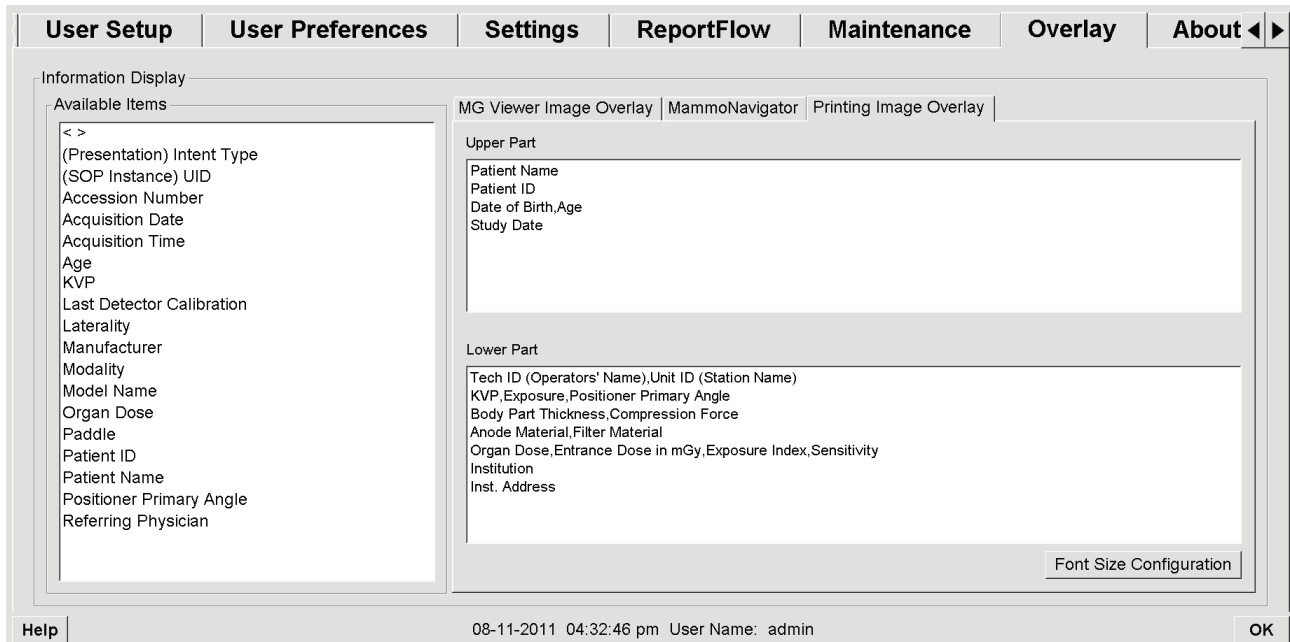 User Setup User Preferences Settings ReportFlow Maintenance Overlay About
Information Display
Available Items
< >
(Presentation) Intent Type
(SOP Instance) UID
Accession Number
Acquisition Date
Acquisition Time
Age
KVP
Last Detector Calibration
Laterality
Manufacturer
Modality
Model Name
Organ Dose
Paddle
Patient ID
Patient Name
Positioner Primary Angle
Referring Physician
MG Viewer Image Overlay MammoNavigator Printing Image Overlay
Upper Part
Patient Name
Patient ID
Date of Birth,Age
Study Date
Lower Part
Tech ID (Operators' Name),Unit ID (Station Name)
KVP,Exposure,Positioner Primary Angle
Body Part Thickness,Compression Force
Anode Material,Filter Material
Organ Dose,Entrance Dose in mGy,Exposure Index,Sensitivity
Institution
Inst. Address
Font Size Configuration
Help 08-11-2011 04:32:46 pm User Name: admin OK